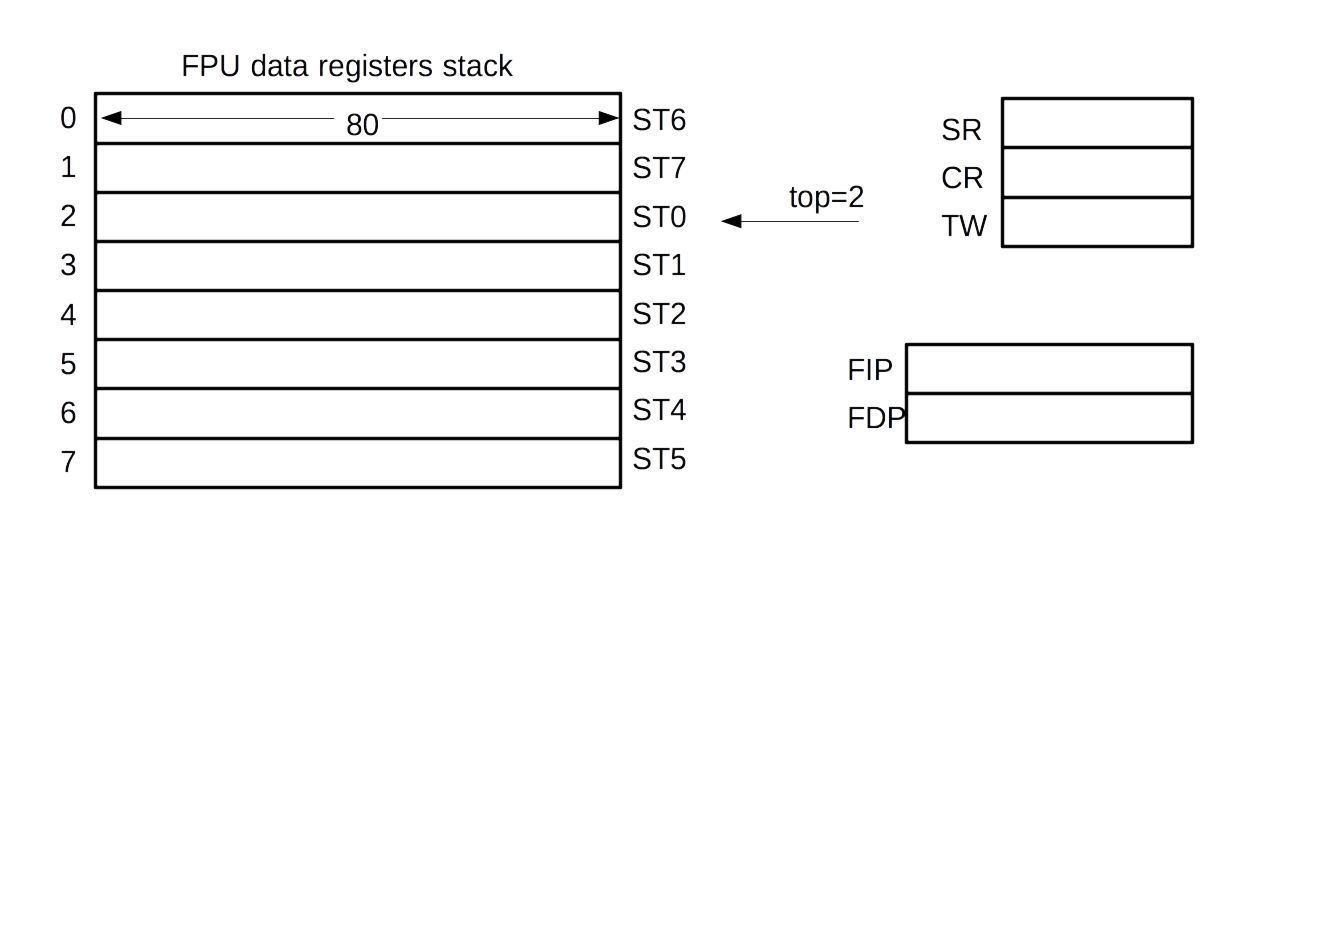 FPU data registers stack
0
80
ST6
1
ST7
2
ST0
3
ST1
4
ST2
5
ST3
6
ST4
7
ST5
top=2
SR
CR
TW
FIP
FDP